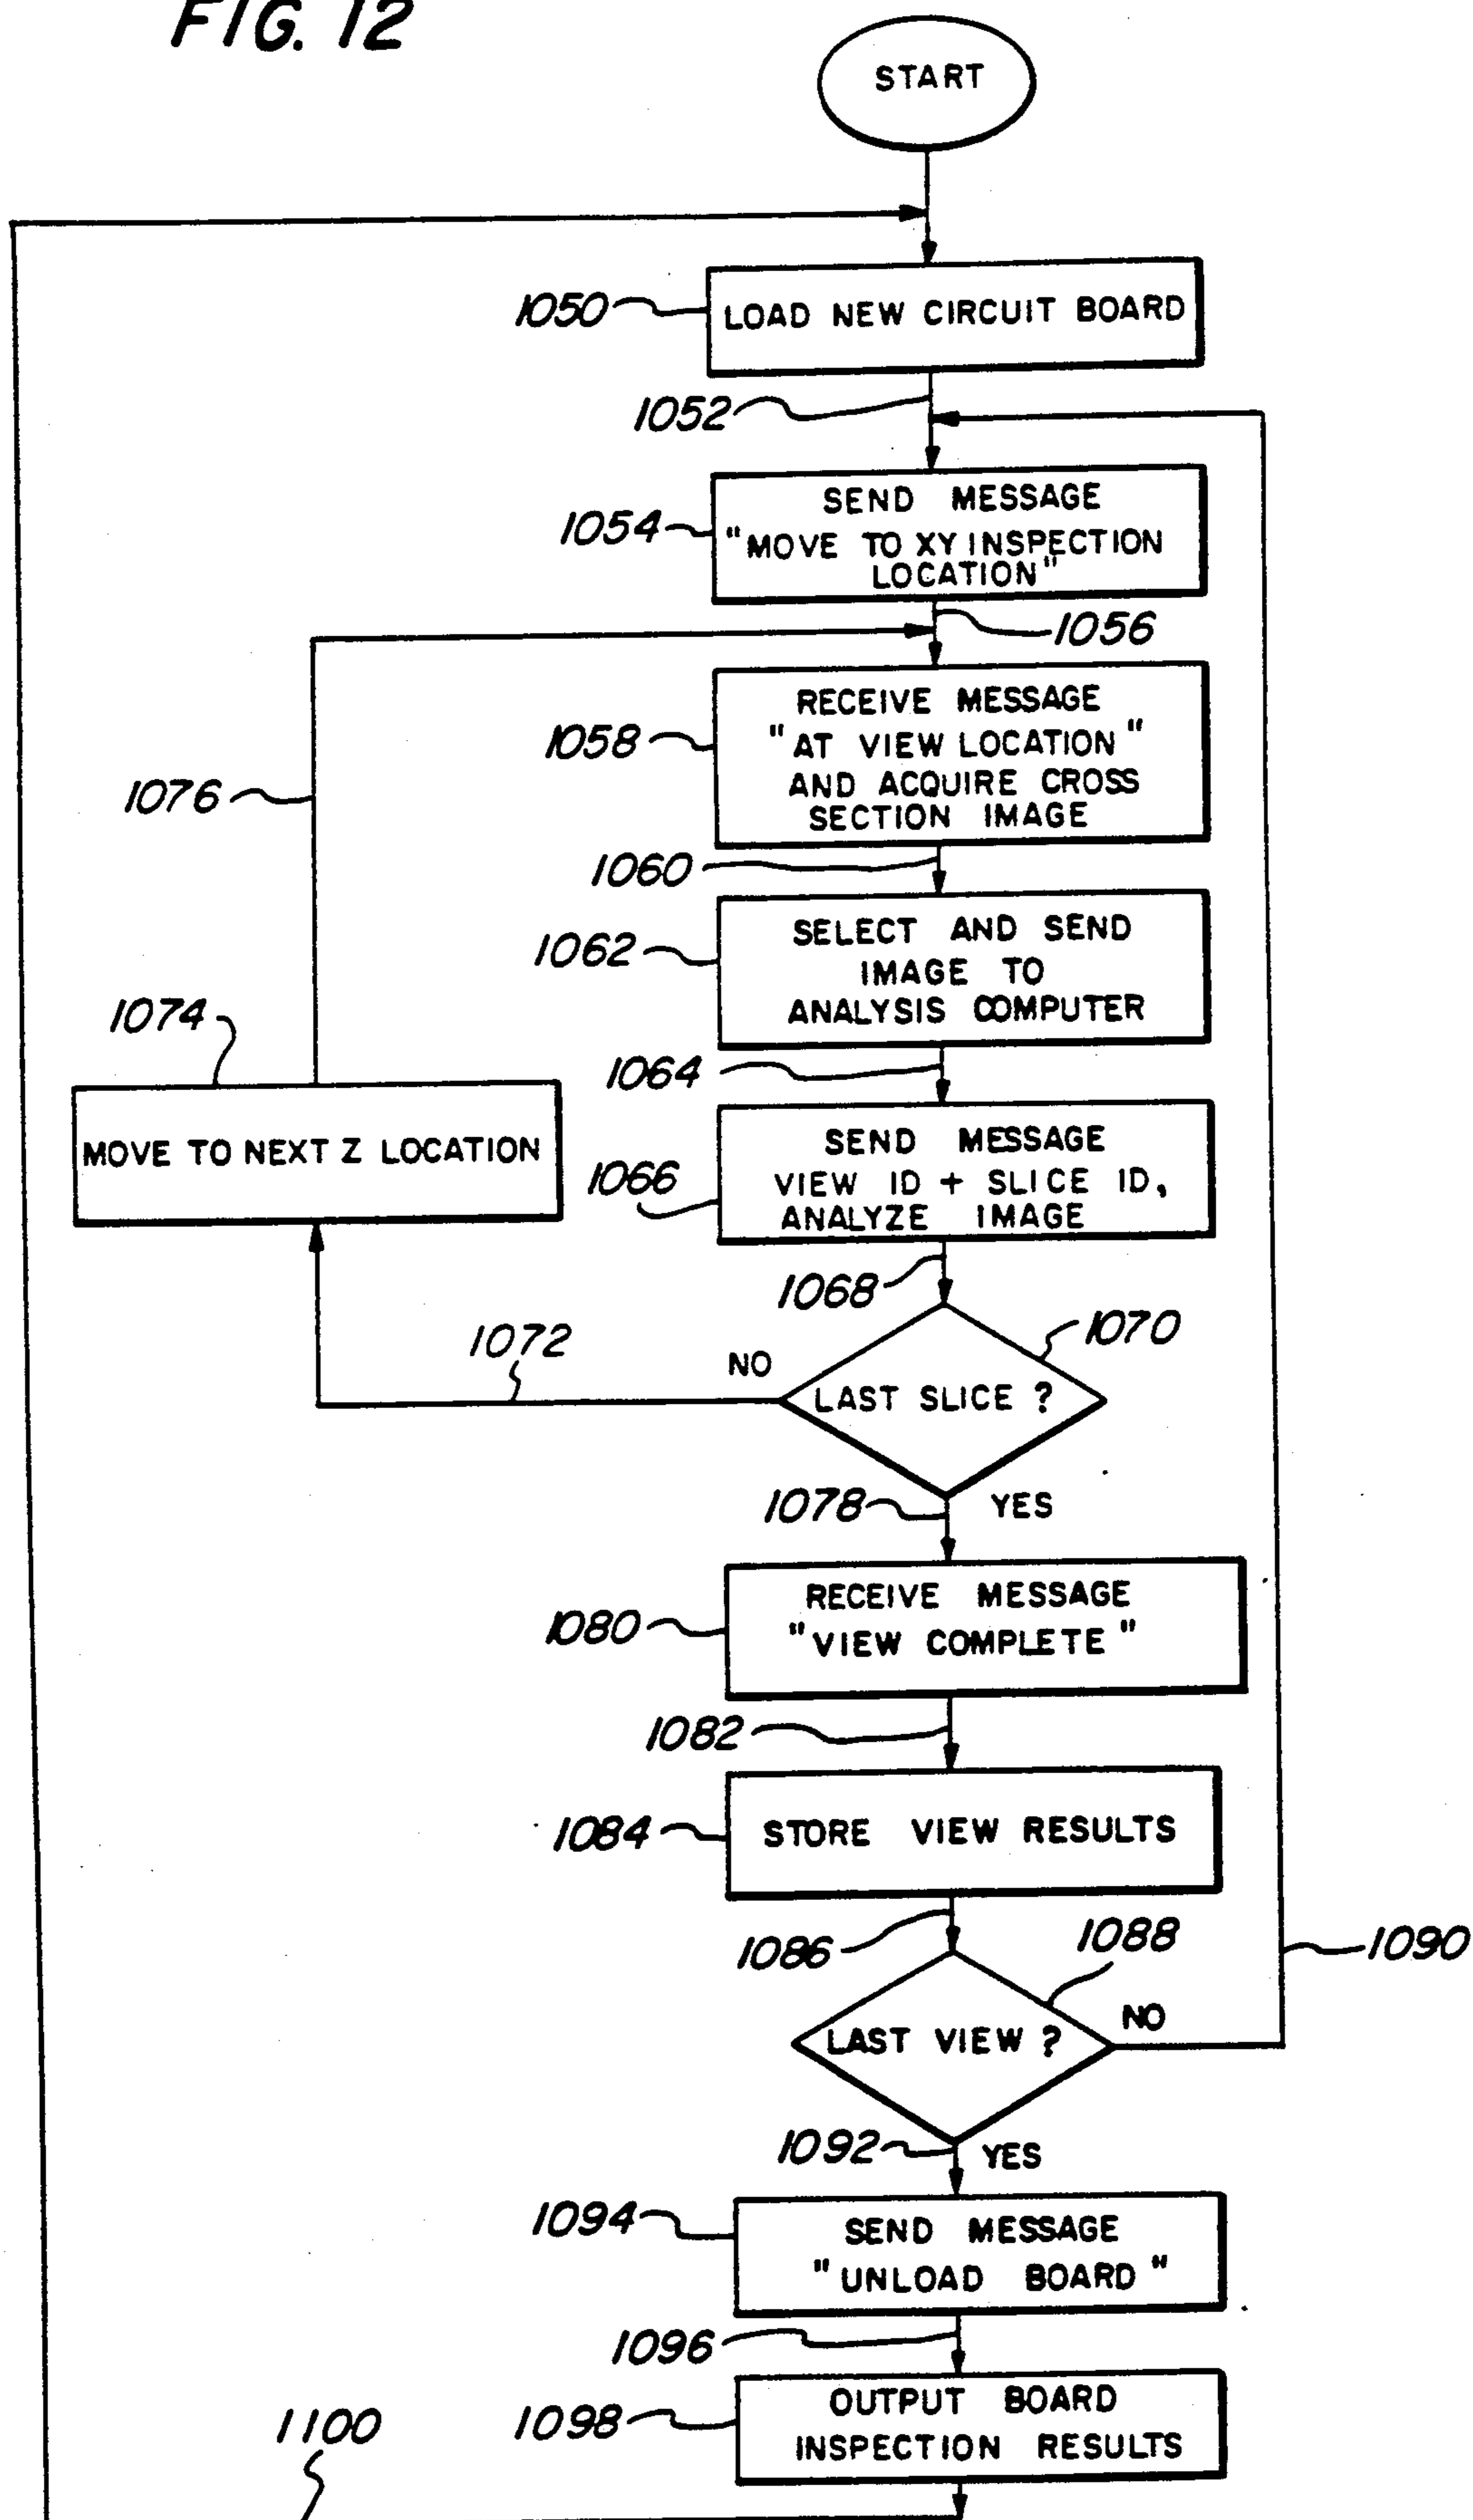 FIG. 12
START
1050
LOAD NEW CIRCUIT BOARD
1052
1054
SEND MESSAGE
"MOVE TO XY INSPECTION
LOCATION"
1056
1058
RECEIVE MESSAGE
"AT VIEW LOCATION"
AND ACQUIRE CROSS
SECTION IMAGE
1076
1060
1062
SELECT AND SEND
IMAGE TO
ANALYSIS COMPUTER
1074
1064
MOVE TO NEXT Z LOCATION
1066
SEND MESSAGE
VIEW ID + SLICE ID,
ANALYZE IMAGE
1068
1070
1072
NO
LAST SLICE ?
1078
YES
1080
RECEIVE MESSAGE
"VIEW COMPLETE"
1082
1084
STORE VIEW RESULTS
1086
1088
1090
LAST VIEW ?
NO
1092
YES
1094
SEND MESSAGE
"UNLOAD BOARD"
1096
1098
OUTPUT BOARD
INSPECTION RESULTS
1100